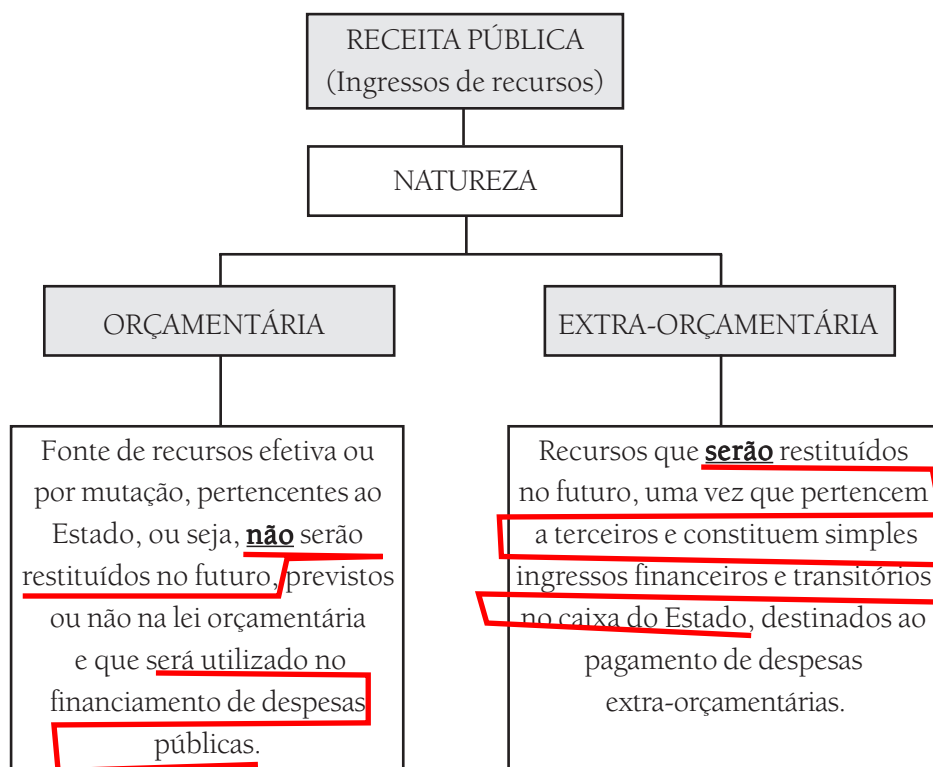 RECEITA PÚBLICA
(Ingressos de recursos)
NATUREZA
ORÇAMENTÁRIA
EXTRA-ORÇAMENTÁRIA
Fonte de recursos efetiva ou
por mutação, pertencentes ao
Estado, ou seja, não serão
restituídos no futuro, previstos
ou não na lei orçamentária
e que será utilizado no
financiamento de despesas
públicas.
Recursos que serão restituídos
no futuro, uma vez que pertencem
a terceiros e constituem simples
ingressos financeiros e transitórios
no caixa do Estado, destinados ao
pagamento de despesas
extra-orçamentárias.